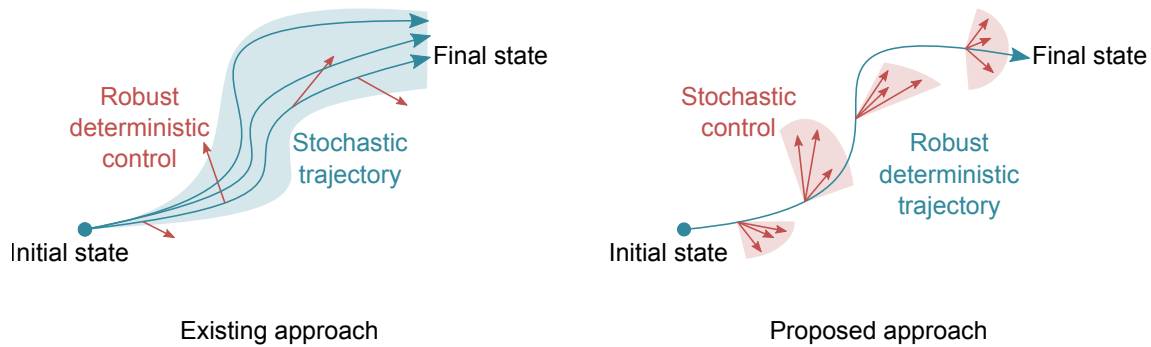 Final state
Robust
deterministic
control
Stochastic
trajectory
Initial state
Existing approach
Final state
Stochastic
control
Robust
deterministic
trajectory
Initial state
Proposed approach